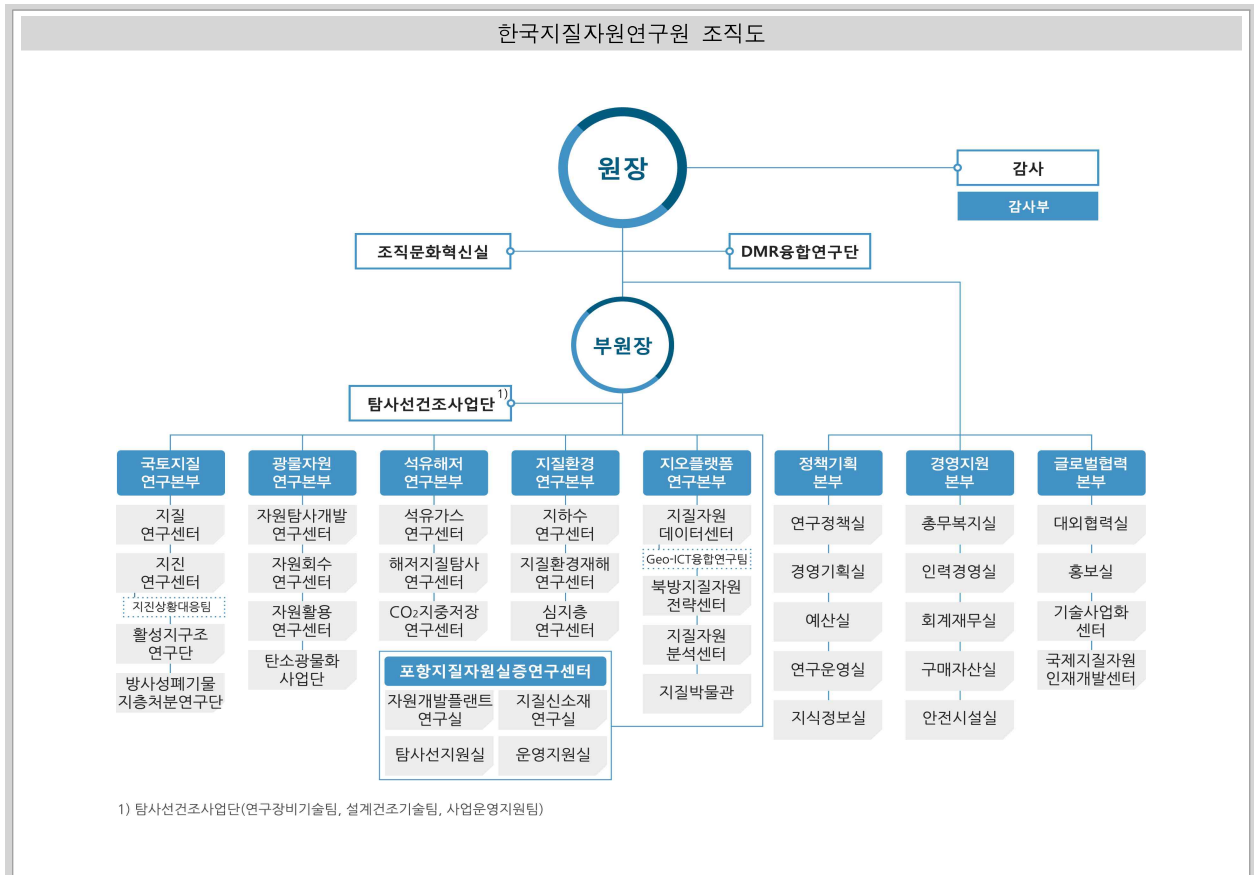 한국지질자원연구원 조직도
원장
감사
감사부
조직문화혁신실
DMR융합연구단
부원장
탐사선건조사업단 1)
국토지질
연구본부
지질
연구센터
지진
연구센터
지진상황대응팀
활성지구조
연구단
방사성폐기물
지층처분연구단
광물자원
연구본부
자원탐사개발
연구센터
자원회수
연구센터
자원활용
연구센터
탄소광물화
사업단
석유해저
연구본부
석유가스
연구센터
해저지질탐사
연구센터
CO₂지중저장
연구센터
지질환경
연구본부
지하수
연구센터
지질환경재해
연구센터
심지층
연구센터
지오플랫폼
연구본부
지질자원
데이터센터
Geo-ICT융합연구팀
북방지질자원
전략센터
지질자원
분석센터
지질박물관
포항지질자원실증연구센터
자원개발플랜트
연구실
지질신소재
연구실
탐사선지원실
운영지원실
정책기획
본부
연구정책실
경영기획실
예산실
연구운영실
지식정보실
경영지원
본부
총무복지실
인력경영실
회계재무실
구매자산실
안전시설실
글로벌협력
본부
대외협력실
홍보실
기술사업화
센터
국제지질자원
인재개발센터
1) 탐사선건조사업단(연구장비기술팀, 설계건조기술팀, 사업운영지원팀)